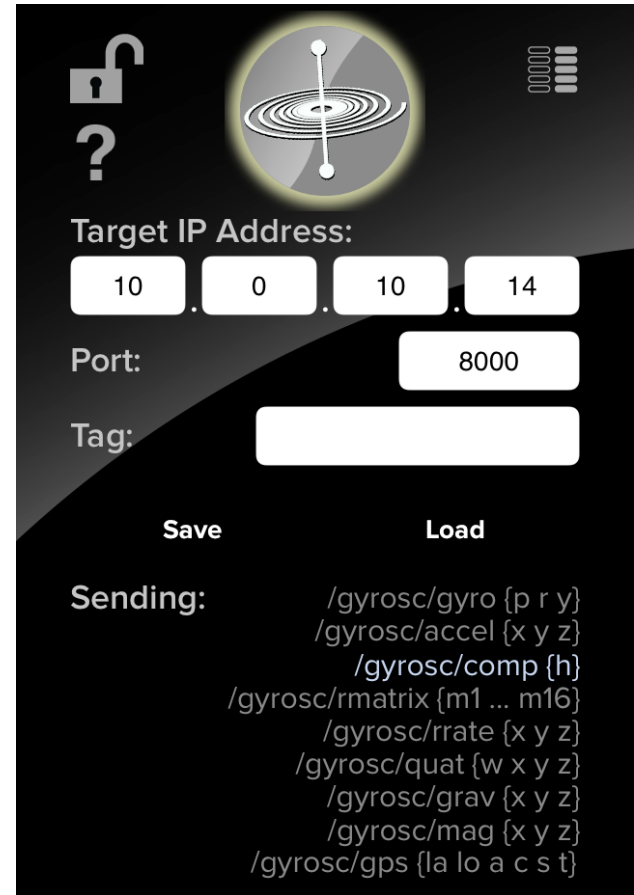 ?
Target IP Address:
10 . 0 . 10 . 14
Port: 8000
Tag:
Save Load
Sending: /gyrosc/gyro {p r y}
/gyrosc/accel {x y z}
/gyrosc/comp {h}
/gyrosc/rmatrix {m1 ... m16}
/gyrosc/rrate {x y z}
/gyrosc/quat {w x y z}
/gyrosc/grav {x y z}
/gyrosc/mag {x y z}
/gyrosc/gps {la lo a c s t}